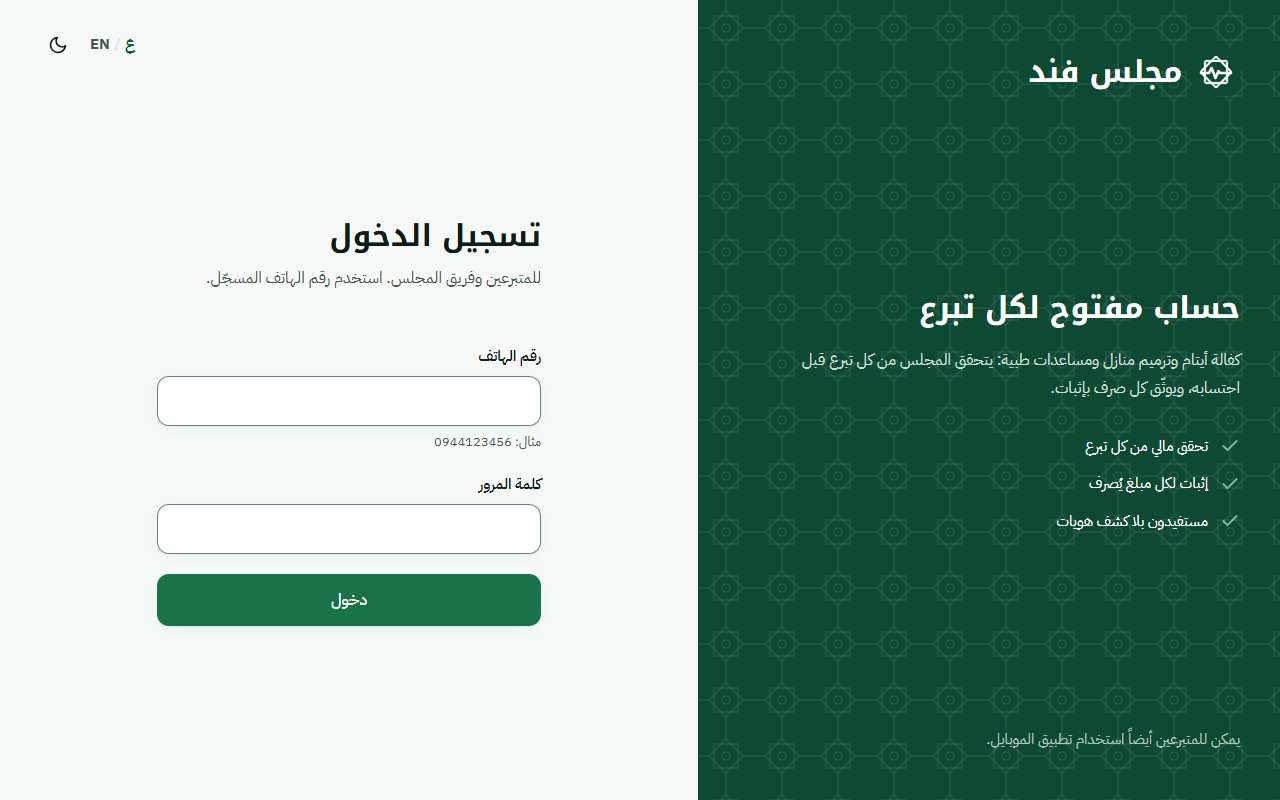 مجلس فند
حساب مفتوح لكل تبرع
كفالة أيتام وترميم منازل ومساعدات طبية: يتحقق المجلس من كل تبرع قبل
احتسابه، ويوثّق كل صرف بإثبات.
تحقق مالي من كل تبرع
إثبات لكل مبلغ يُصرف
مستفيدون بلا كشف هويات
يمكن للمتبرعين أيضاً استخدام تطبيق الموبايل.
ع / EN
تسجيل الدخول
للمتبرعين وفريق المجلس. استخدم رقم الهاتف المسجّل.
رقم الهاتف
مثال: 0944123456
كلمة المرور
دخول